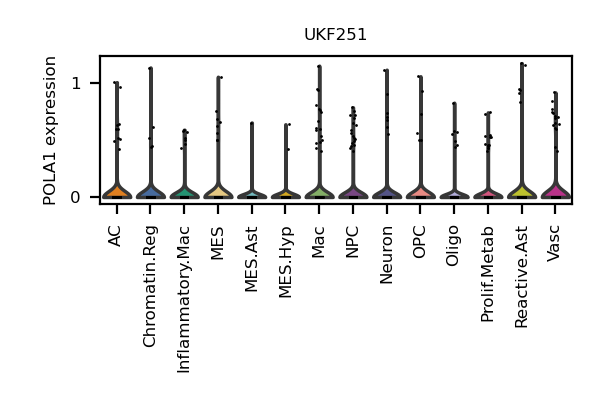 UKF251
POLA1 expression
1
0
AC
Chromatin.Reg
Inflammatory.Mac
MES
MES.Ast
MES.Hyp
Mac
NPC
Neuron
OPC
Oligo
Prolif.Metab
Reactive.Ast
Vasc